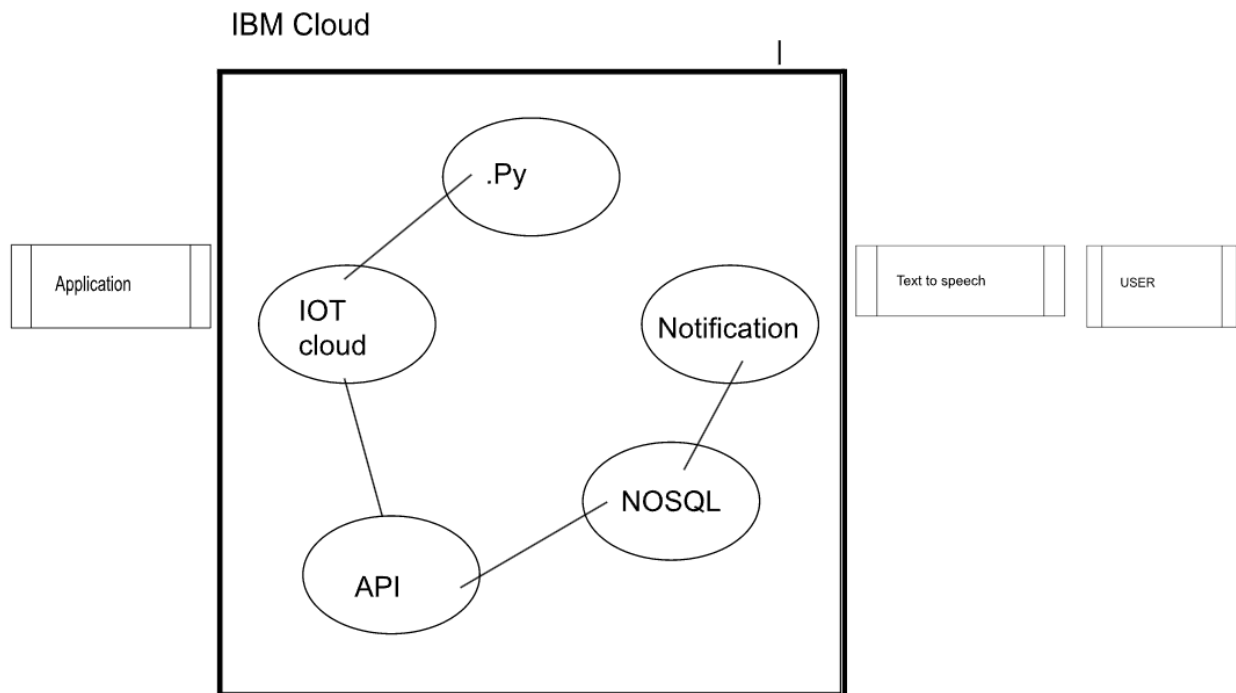 IBM Cloud
|
.Py
Application
IOT
cloud
Notification
Text to speech
USER
NOSQL
API